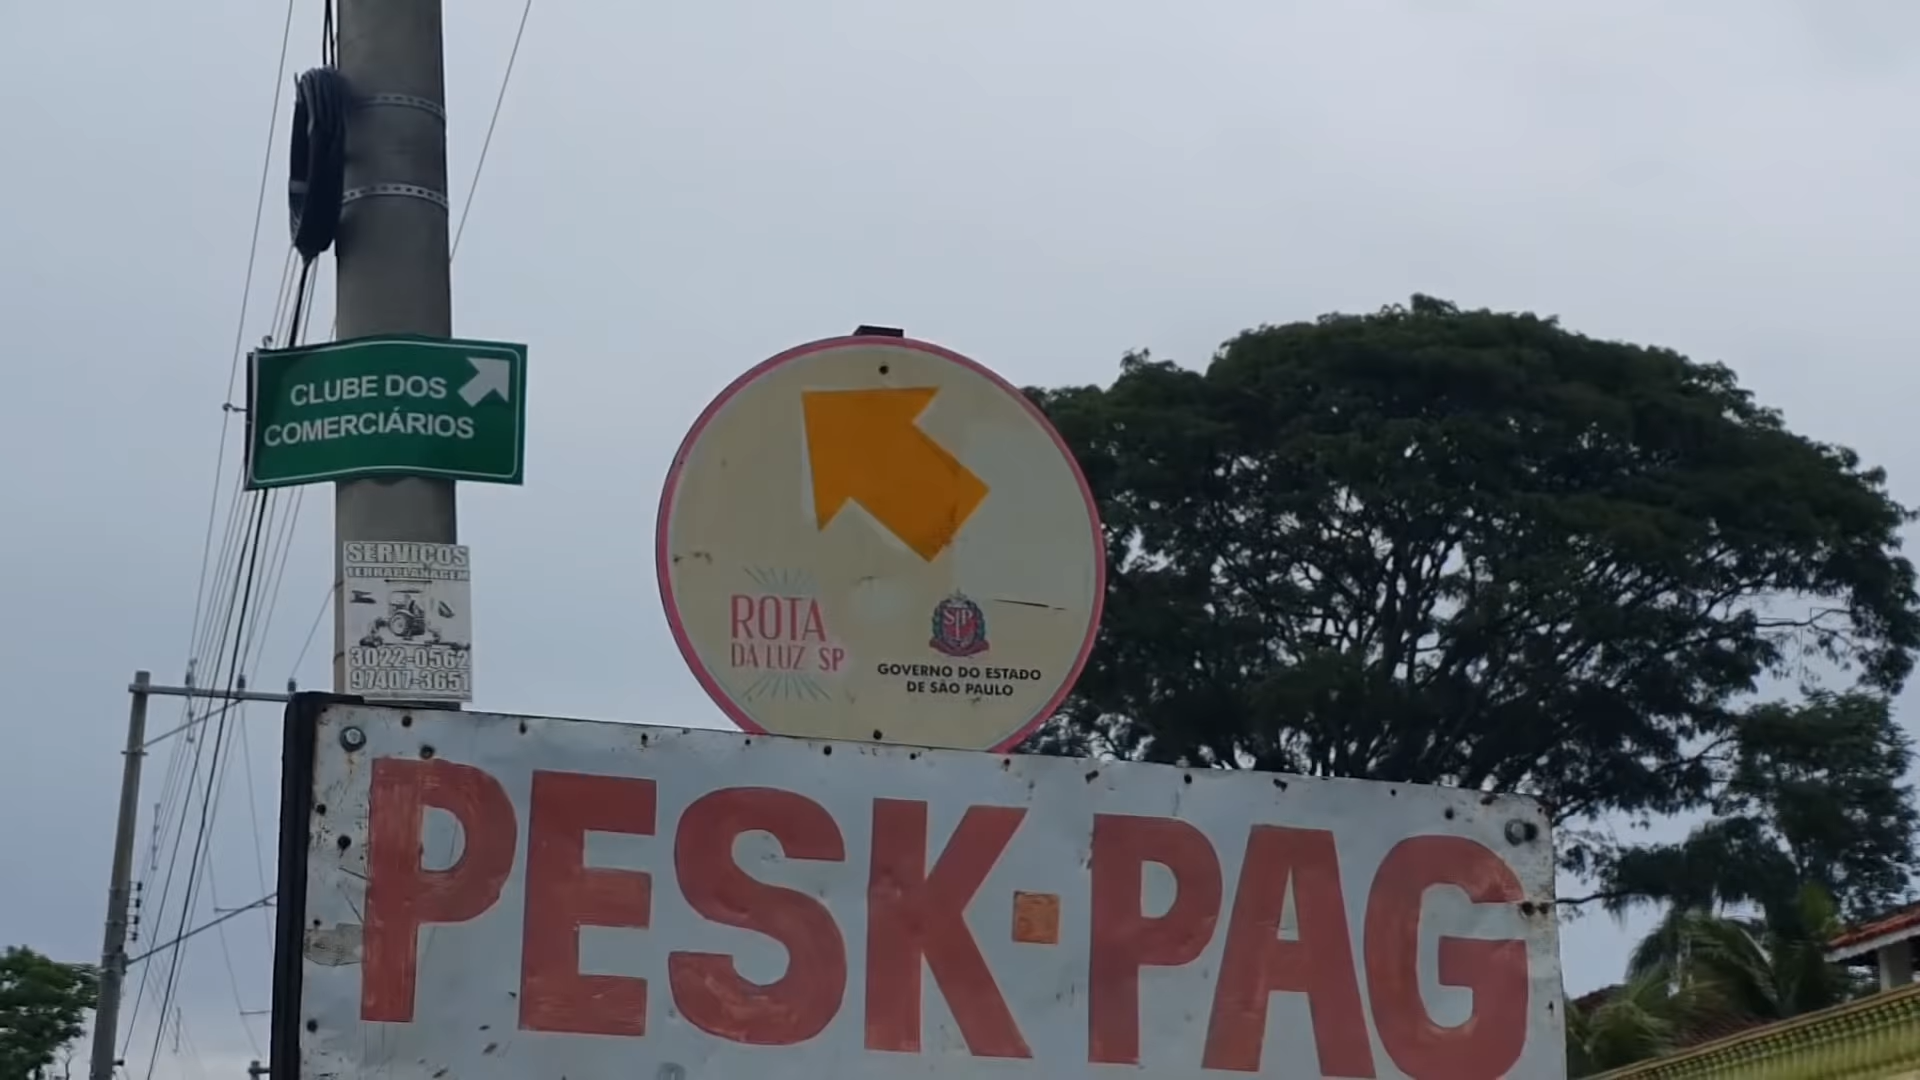 CLUBE DOS
COMERCIÁRIOS
SERVIÇOS
TERRAPLANAGEM
3022-0562
97407-3651
ROTA
DA LUZ SP
SP
GOVERNO DO ESTADO
DE SÃO PAULO
PESK·PAG